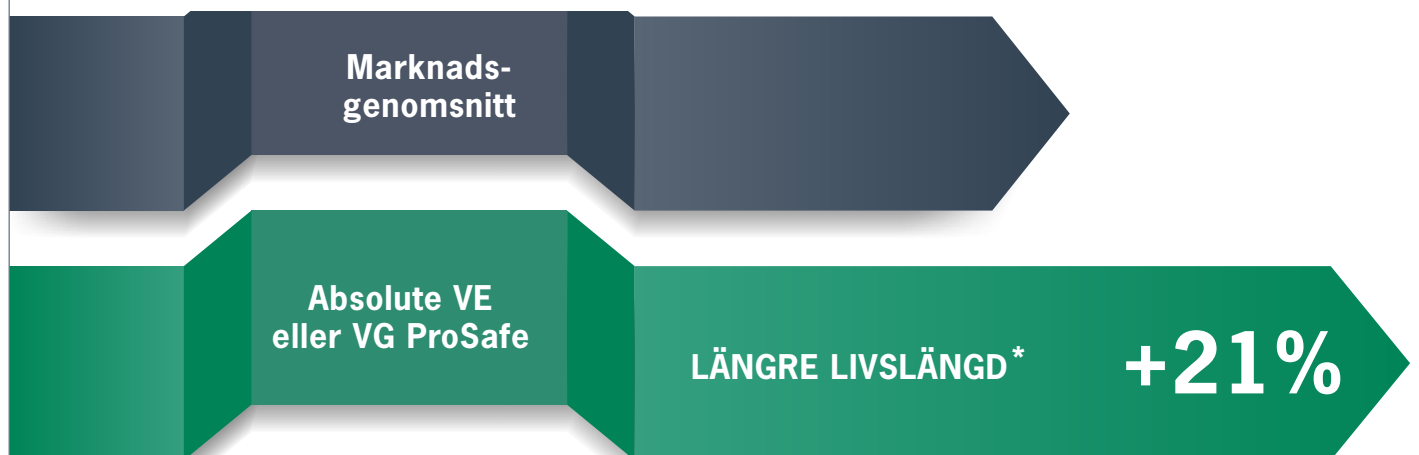 Marknads-
genomsnitt
Absolute VE
eller VG ProSafe
LÄNGRE LIVSLÄNGD* +21%